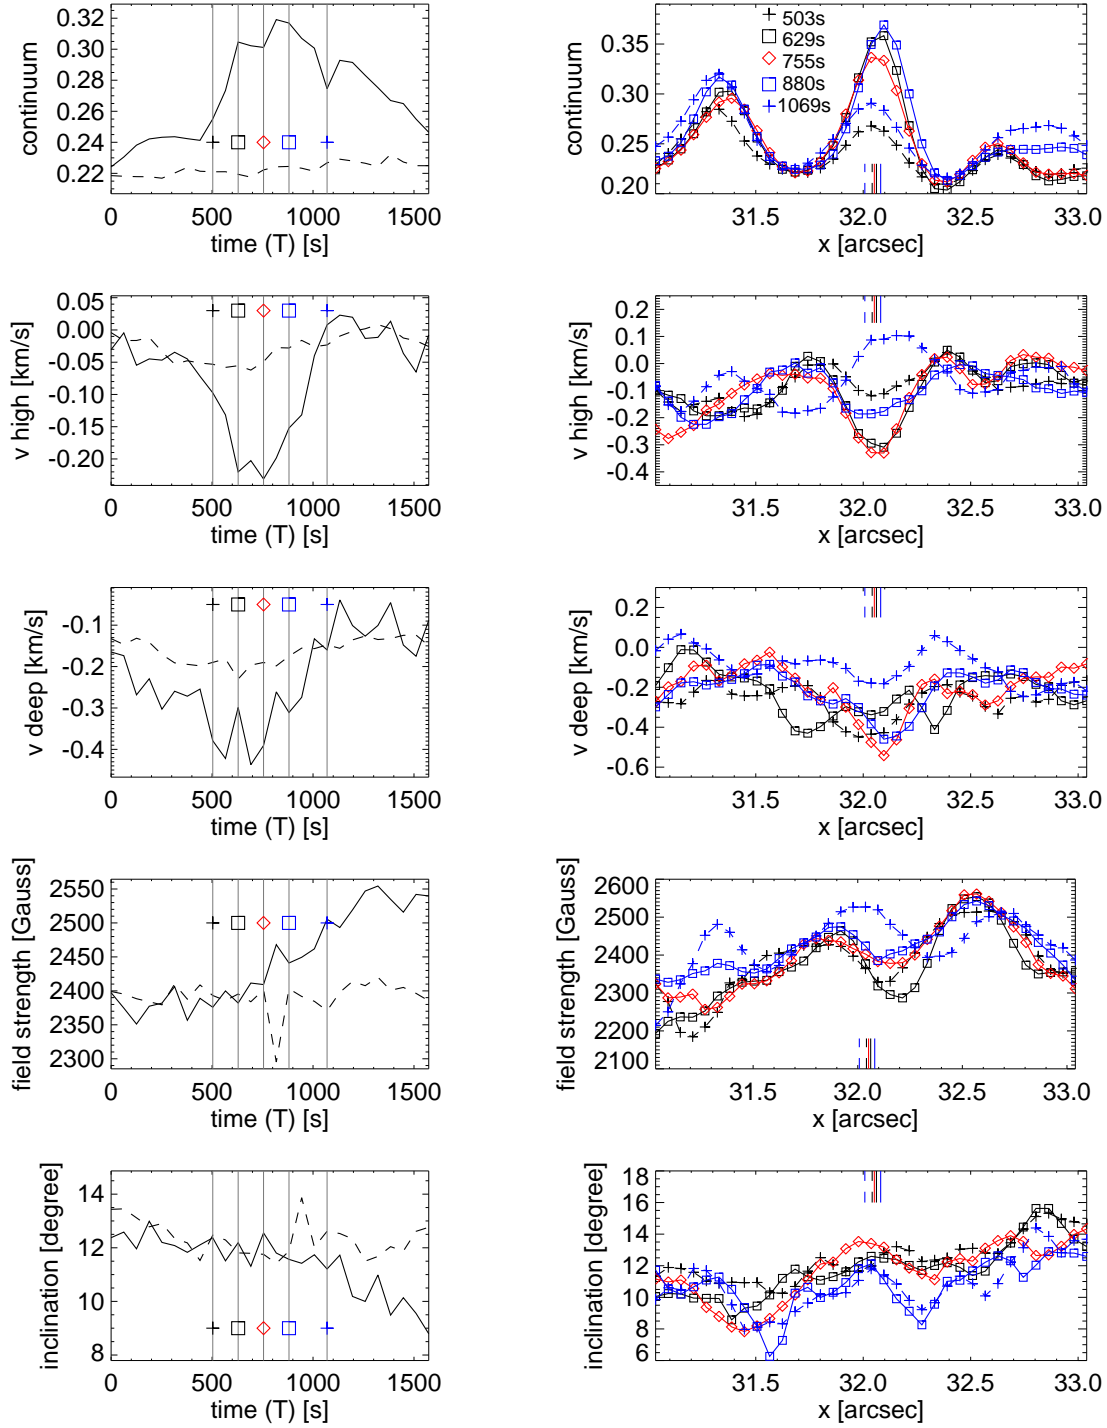 continuum
0.32
0.30
0.28
0.26
0.24
0.22
0 500 1000 1500
time (T) [s]
continuum
0.35
0.30
0.25
0.20
503s
629s
755s
880s
1069s
31.5 32.0 32.5 33.0
x [arcsec]
v high [km/s]
0.05
0.00
-0.05
-0.10
-0.15
-0.20
0 500 1000 1500
time (T) [s]
v high [km/s]
0.2
0.1
0.0
-0.1
-0.2
-0.3
-0.4
31.5 32.0 32.5 33.0
x [arcsec]
v deep [km/s]
-0.1
-0.2
-0.3
-0.4
0 500 1000 1500
time (T) [s]
v deep [km/s]
0.2
0.0
-0.2
-0.4
-0.6
31.5 32.0 32.5 33.0
x [arcsec]
field strength [Gauss]
2550
2500
2450
2400
2350
2300
0 500 1000 1500
time (T) [s]
field strength [Gauss]
2600
2500
2400
2300
2200
2100
31.5 32.0 32.5 33.0
x [arcsec]
inclination [degree]
14
12
10
8
0 500 1000 1500
time (T) [s]
inclination [degree]
18
16
14
12
10
8
6
31.5 32.0 32.5 33.0
x [arcsec]